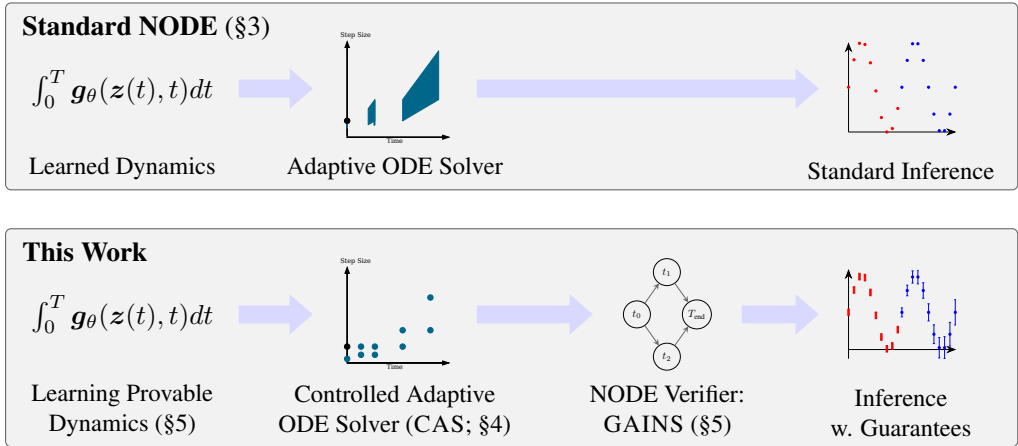 Standard NODE (§3)
∫₀ᵀ g_θ(z(t), t)dt
Step Size
Time
Learned Dynamics
Adaptive ODE Solver
Standard Inference
This Work
∫₀ᵀ g_θ(z(t), t)dt
Step Size
Time
t₀
t₁
t₂
T_end
Learning Provable
Dynamics (§5)
Controlled Adaptive
ODE Solver (CAS; §4)
NODE Verifier:
GAINS (§5)
Inference
w. Guarantees